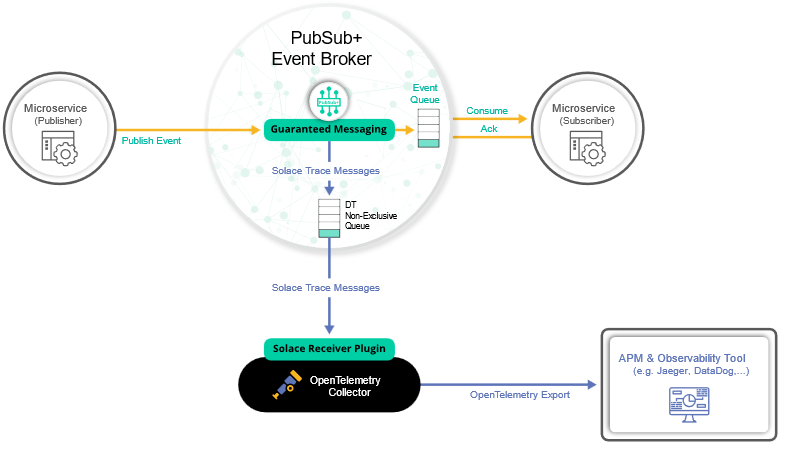 PubSub+
Event Broker
Microservice
(Publisher)
Publish Event
PubSub+
Guaranteed Messaging
Event
Queue
Consume
Ack
Microservice
(Subscriber)
Solace Trace Messages
DT
Non-Exclusive
Queue
Solace Trace Messages
Solace Receiver Plugin
OpenTelemetry
Collector
OpenTelemetry Export
APM & Observability Tool
(e.g. Jaeger, DataDog,...)